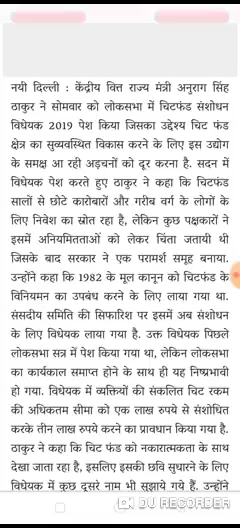 नयी दिल्ली : केंद्रीय वित्त राज्य मंत्री अनुराग सिंह
ठाकुर ने सोमवार को लोकसभा में चिटफंड संशोधन
विधेयक 2019 पेश किया जिसका उद्देश्य चिट फंड
क्षेत्र का सुव्यवस्थित विकास करने के लिए इस उद्योग
के समक्ष आ रही अड़चनों को दूर करना है. सदन में
विधेयक पेश करते हुए ठाकुर ने कहा कि चिटफंड
सालों से छोटे कारोबारों और गरीब वर्ग के लोगों के
लिए निवेश का स्रोत रहा है, लेकिन कुछ पक्षकारों ने
इसमें अनियमितताओं को लेकर चिंता जतायी थी
जिसके बाद सरकार ने एक परामर्श समूह बनाया.
उन्होंने कहा कि 1982 के मूल कानून को चिटफंड के
विनियमन का उपबंध करने के लिए लाया गया था.
संसदीय समिति की सिफारिश पर इसमें अब संशोधन
के लिए विधेयक लाया गया है. उक्त विधेयक पिछले
लोकसभा सत्र में पेश किया गया था, लेकिन लोकसभा
का कार्यकाल समाप्त होने के साथ ही यह निष्प्रभावी
हो गया. विधेयक में व्यक्तियों की संकलित चिट रकम
की अधिकतम सीमा को एक लाख रुपये से संशोधित
करके तीन लाख रुपये करने का प्रावधान किया गया है.
ठाकुर ने कहा कि चिट फंड को नकारात्मकता के साथ
देखा जाता रहा है, इसलिए इसकी छवि सुधारने के लिए
विधेयक में कुछ दूसरे नाम भी सुझाये गये हैं. उन्होंने
DU RECORDER